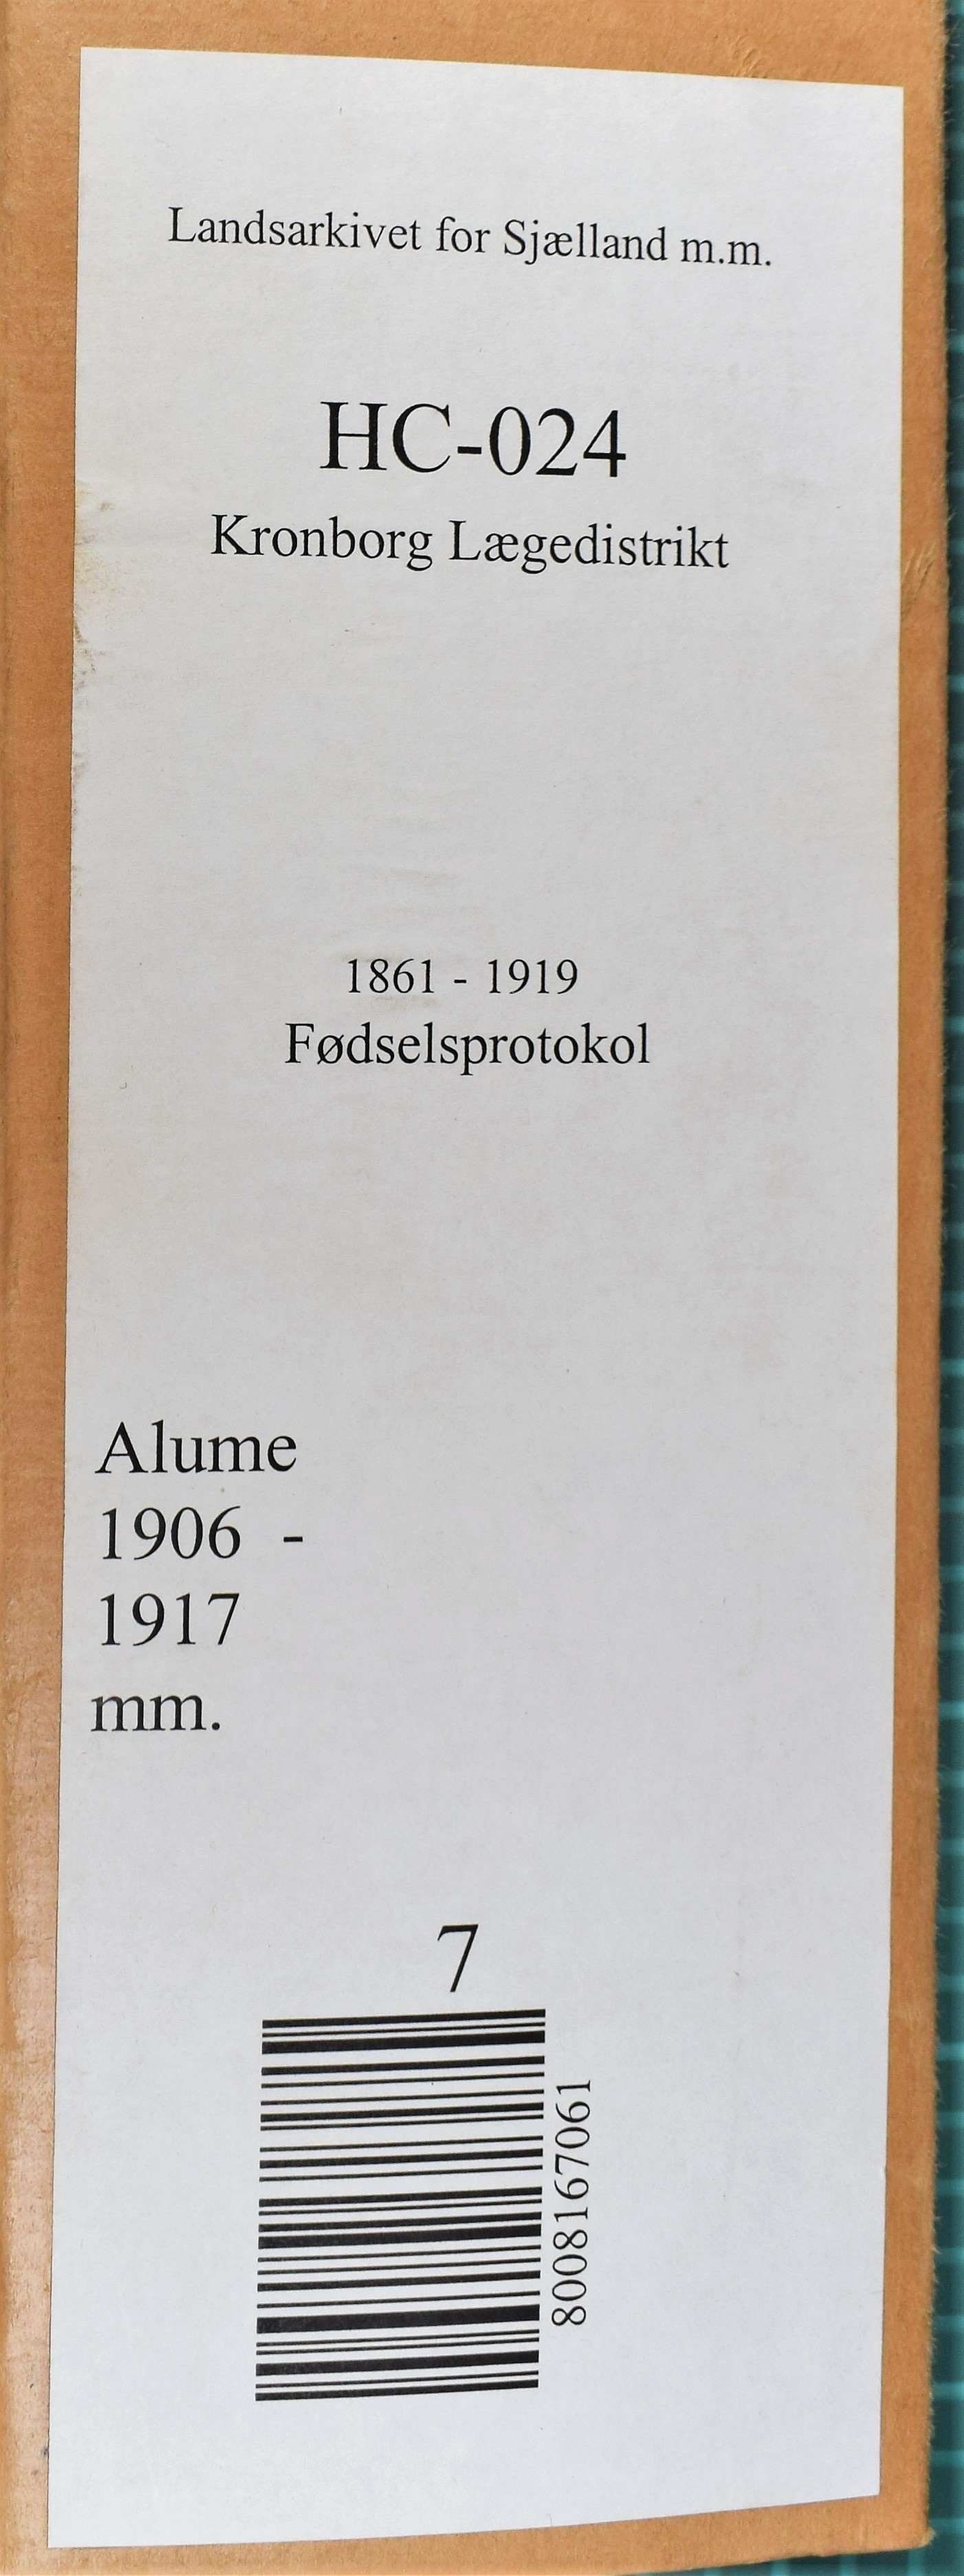 Landsarkivet for Sjælland m.m.
HC-024
Kronborg Lægedistrikt
1861 - 1919
Fødselsprotokol
Alume
1906 -
1917
mm.
7
8008167061